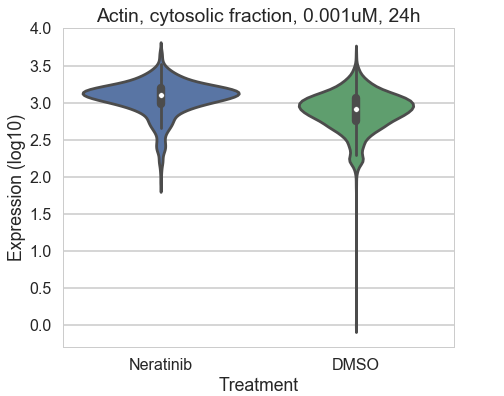 Actin, cytosolic fraction, 0.001uM, 24h
4.0
3.5
3.0
2.5
2.0
1.5
1.0
0.5
0.0
Expression (log10)
Neratinib DMSO
Treatment